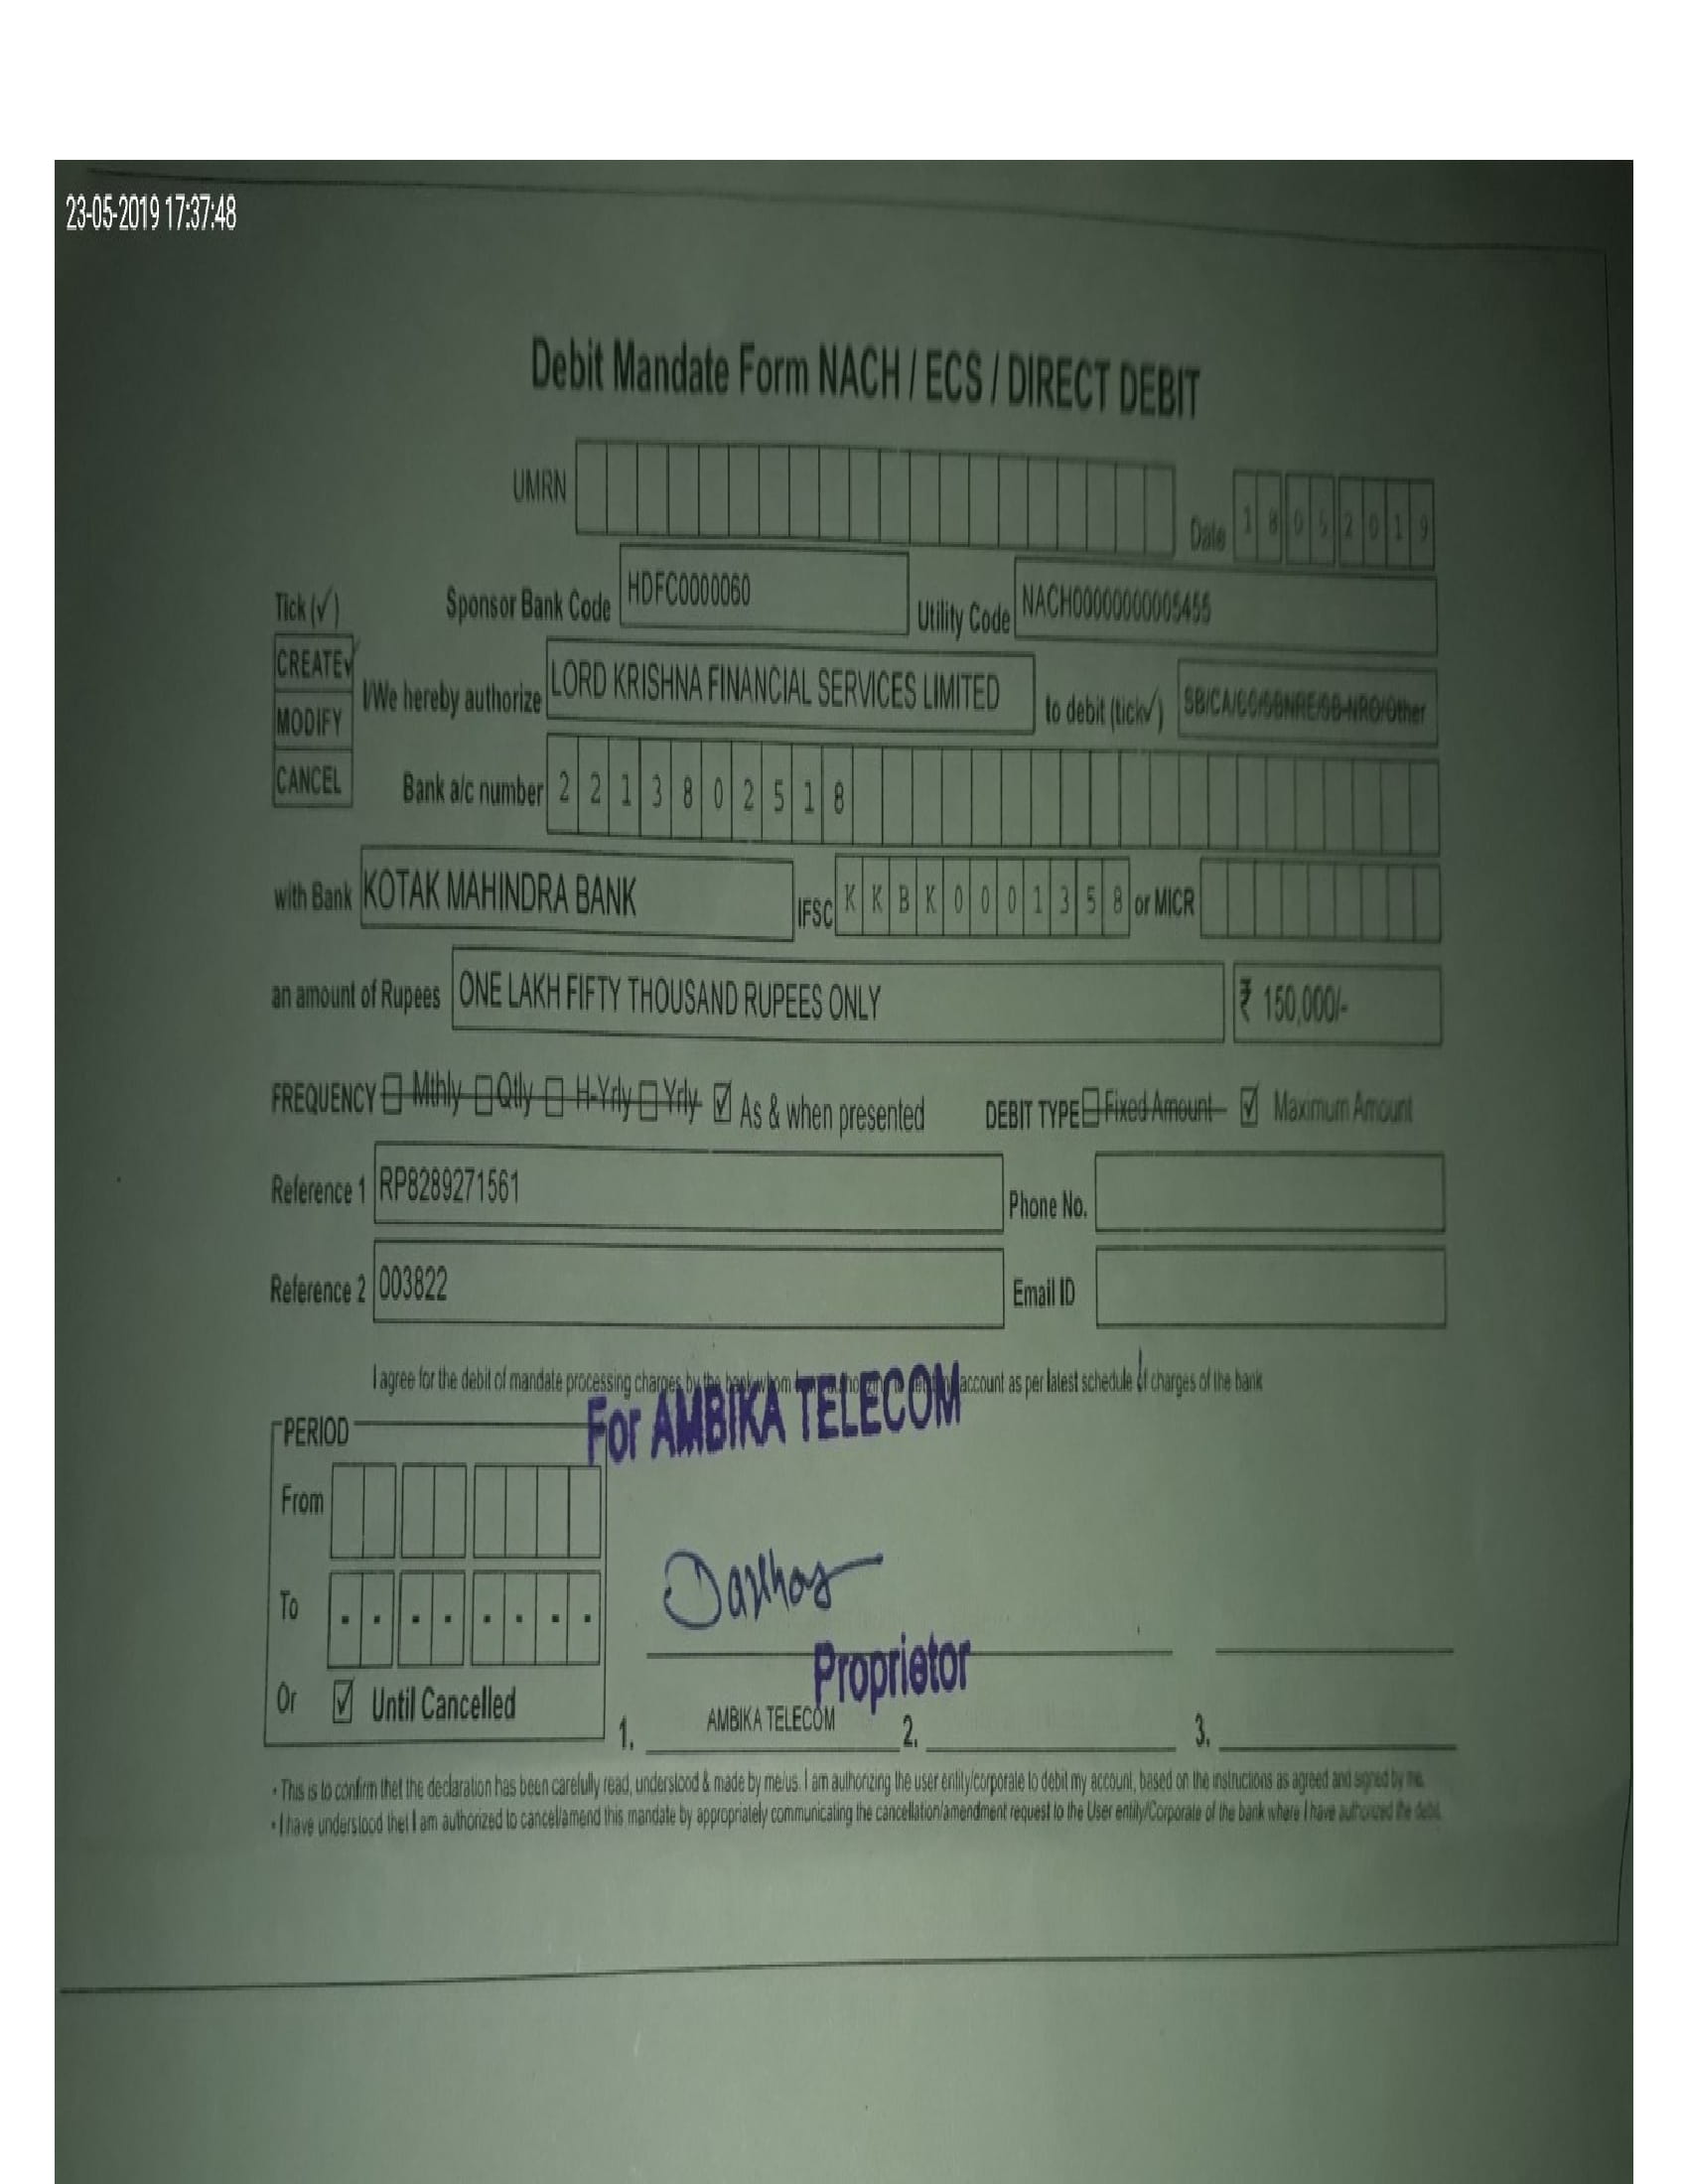 23-05-2019 17:37:48
Debit Mandate Form NACH / ECS / DIRECT DEBIT
UMRN Date 1 8 0 5 2 0 1 9
Tick (✓) Sponsor Bank Code HDFC0000060 Utility Code NACH00000000005455
CREATE✓ I/We hereby authorize LORD KRISHNA FINANCIAL SERVICES LIMITED to debit (tick✓) SB/CA/CC/SBNRE/SB-NRO/Other
MODIFY
CANCEL Bank a/c number 2 2 1 3 8 0 2 5 1 8
with Bank KOTAK MAHINDRA BANK IFSC K K B K 0 0 0 1 3 5 8 or MICR
an amount of Rupees ONE LAKH FIFTY THOUSAND RUPEES ONLY ₹ 150,000/-
FREQUENCY ☐ Mthly ☐ Qtly ☐ H-Yrly ☐ Yrly ☑ As & when presented DEBIT TYPE ☐ Fixed Amount ☑ Maximum Amount
Reference 1 RP8289271561 Phone No.
Reference 2 003822 Email ID
I agree for the debit of mandate processing charges by the bank whom account as per latest schedule of charges of the bank
For AMBIKA TELECOM
PERIOD
From
To - - - - - - - -
Proprietor
Or ☑ Until Cancelled
1. AMBIKA TELECOM 2. 3.
• This is to confirm thet the declaration has been carefully read, understood & made by me/us. I am authorizing the user entity/corporate to debit my account, based on the instructions as agreed and signed by me.
• I have understood thet I am authorized to cancel/amend this mandate by appropriately communicating the cancellation/amendment request to the User entity/Corporate of the bank where I have authorized the debit.